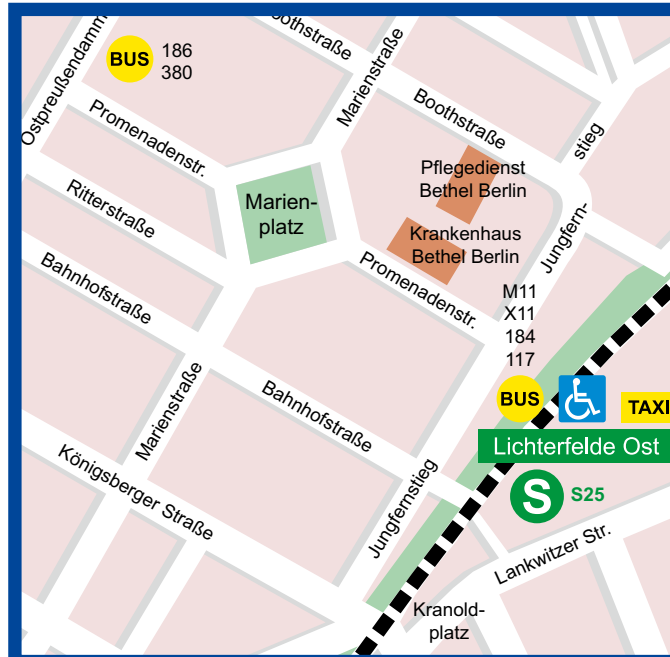 Ostpreußendamm
BUS
186
380
Boothstraße
Marienstraße
Promenadenstr.
Boothstraße
stieg
Ritterstraße
Marien-
platz
Pflegedienst
Bethel Berlin
Krankenhaus
Bethel Berlin
Jungfern-
Bahnhofstraße
Promenadenstr.
M11
X11
184
117
BUS
TAXI
Marienstraße
Bahnhofstraße
Lichterfelde Ost
Königsberger Straße
S
S25
Jungfernstieg
Lankwitzer Str.
Kranold-
platz